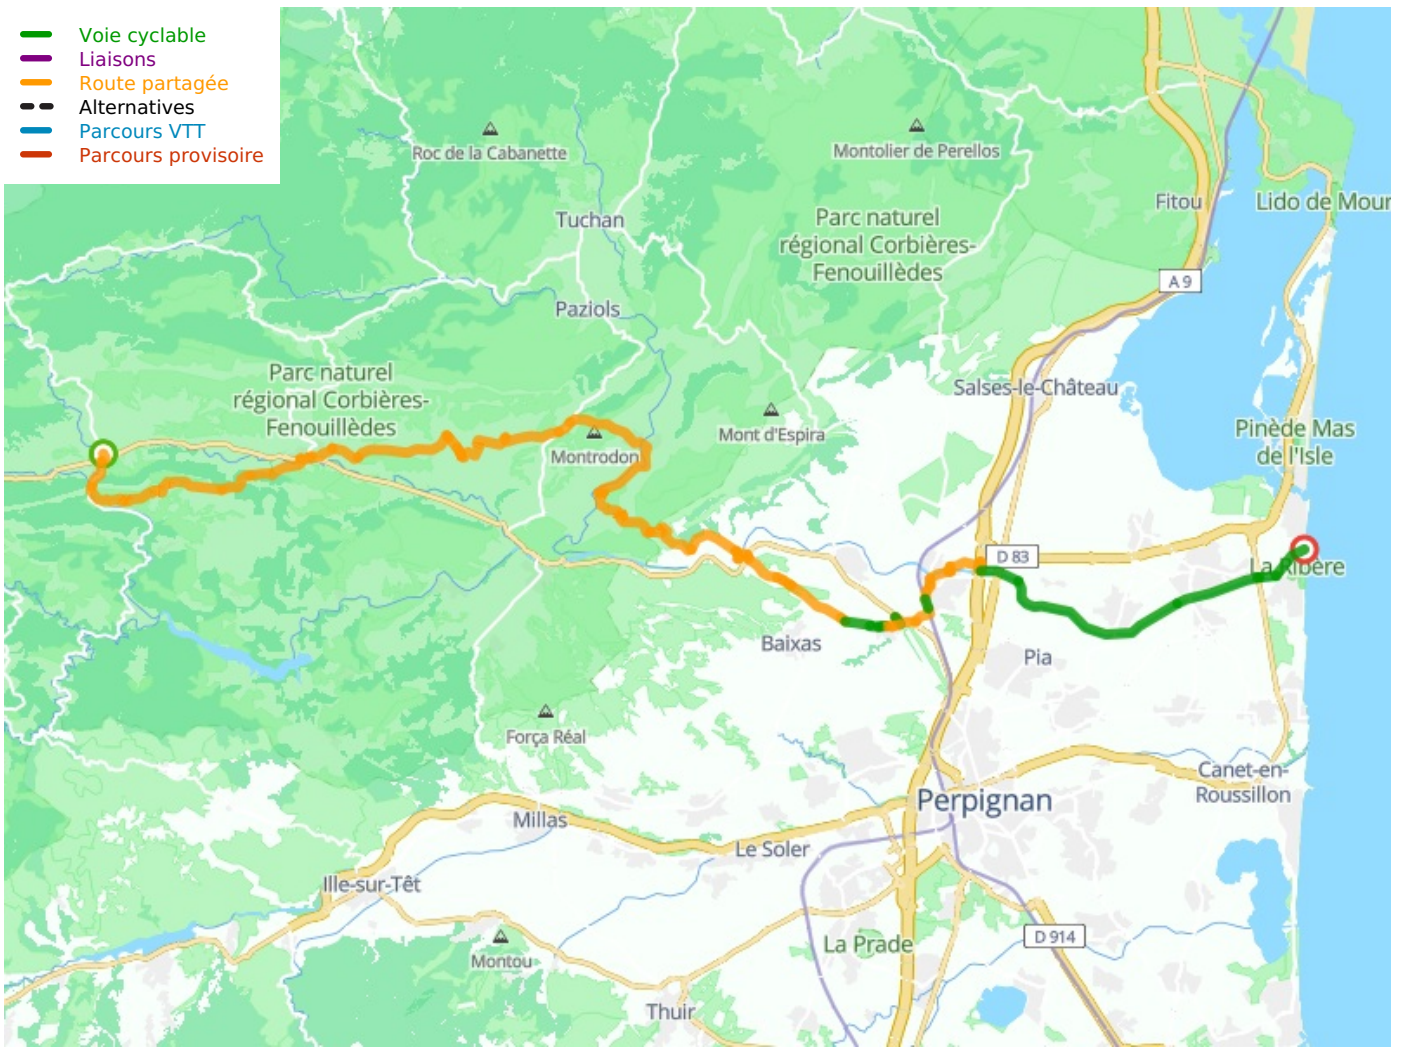 Voie cyclable
Liaisons
Route partagée
Alternatives
Parcours VTT
Parcours provisoire
Roc de la Cabanette
Montolier de Perellos
Tuchan
Parc naturel
régional Corbières-
Fenouillèdes
Fitou
Lido de Mour
A 9
Paziols
Parc naturel
régional Corbières-
Fenouillèdes
Salses-le-Château
Mont d'Espira
Montrodon
Pinède Mas
de l'Isle
D 83
La Ribère
Baixas
Pia
Força Réal
Canet-en-
Roussillon
Perpignan
Millas
Le Soler
Ille-sur-Têt
La Prade
D 914
Montou
Thuir